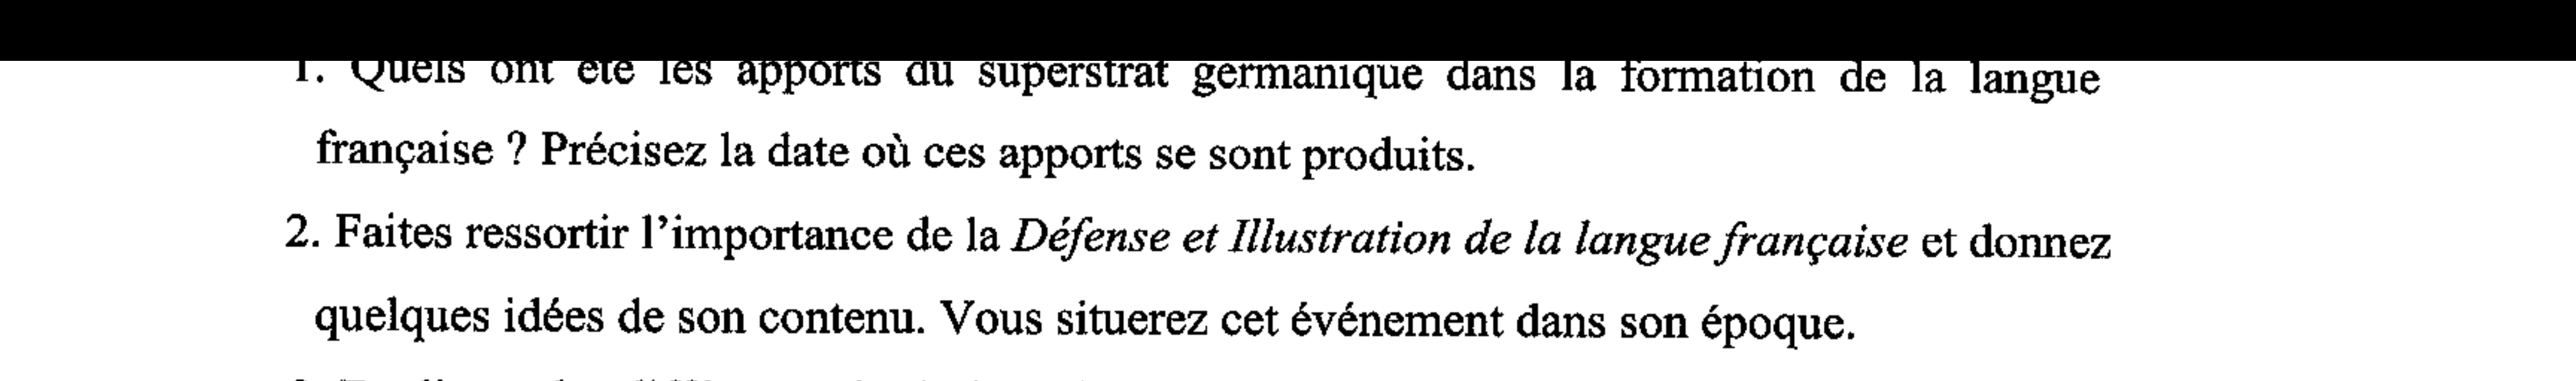 1. Quels ont été les apports du superstrat germanique dans la formation de la langue
française ? Précisez la date où ces apports se sont produits.
2. Faites ressortir l’importance de la Défense et Illustration de la langue française et donnez
quelques idées de son contenu. Vous situerez cet événement dans son époque.